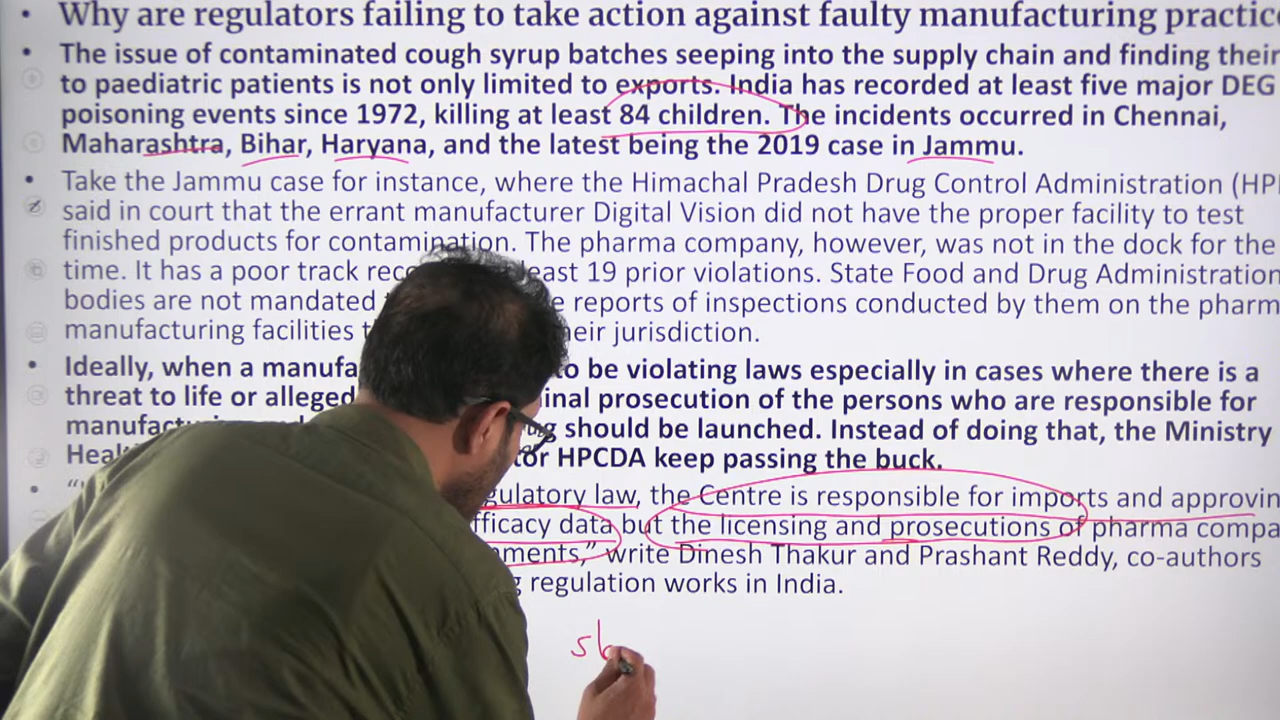 Why are regulators failing to take action against faulty manufacturing
The issue of contaminated cough syrup batches seeping into the supply chain and finding their
to paediatric patients is not only limited to exports. India has recorded at least five major DEG
poisoning events since 1972, killing at least 84 children. The incidents occurred in Chennai,
Maharashtra, Bihar, Haryana, and the latest being the 2019 case in Jammu.
Take the Jammu case for instance, where the Himachal Pradesh Drug Control Administration
said in court that the errant manufacturer Digital Vision did not have the proper facility to test
finished products for contamination. The pharma company, however, was not in the dock for the
time. It has a poor track least 19 prior violations. State Food and Drug Administration
bodies are not mandated reports of inspections conducted by them on the
manufacturing facilities their jurisdiction.
Ideally, when a to be violating laws especially in cases where there is a
threat to life or alleged prosecution of the persons who are responsible for
should be launched. Instead of doing that, the Ministry
or HPCDA keep passing the buck.
law, the Centre is responsible for imports and
data but the licensing and prosecutions of pharma
write Dinesh Thakur and Prashant Reddy, co-authors
regulation works in India.